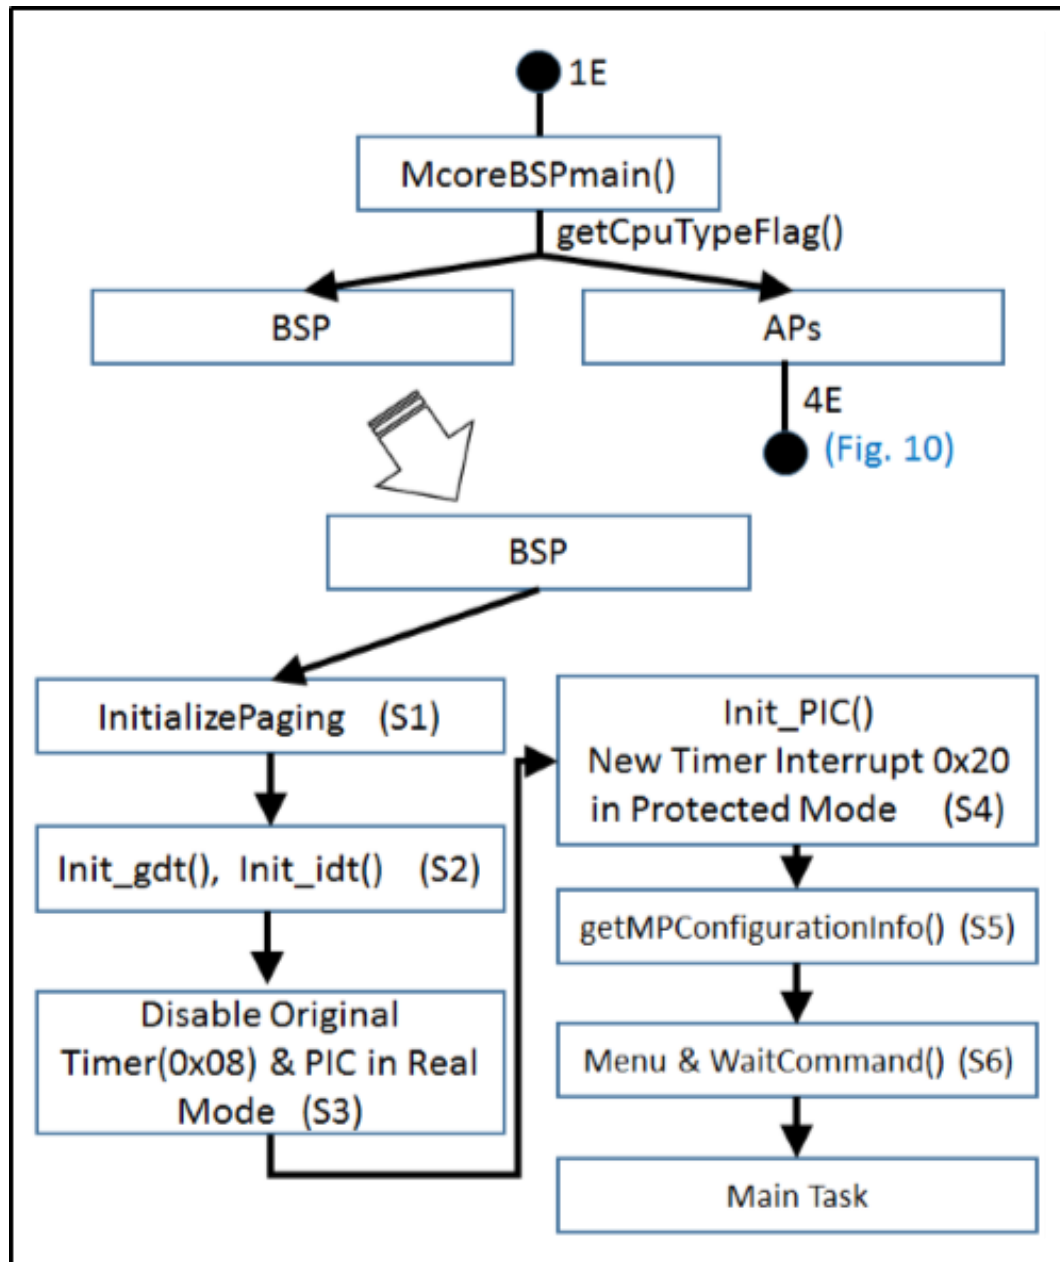 1E
McoreBSPmain()
getCpuTypeFlag()
BSP
APs
4E
(Fig. 10)
BSP
InitializePaging (S1)
Init_gdt(), Init_idt() (S2)
Disable Original
Timer(0x08) & PIC in Real
Mode (S3)
Init_PIC()
New Timer Interrupt 0x20
in Protected Mode (S4)
getMPConfigurationInfo() (S5)
Menu & WaitCommand() (S6)
Main Task